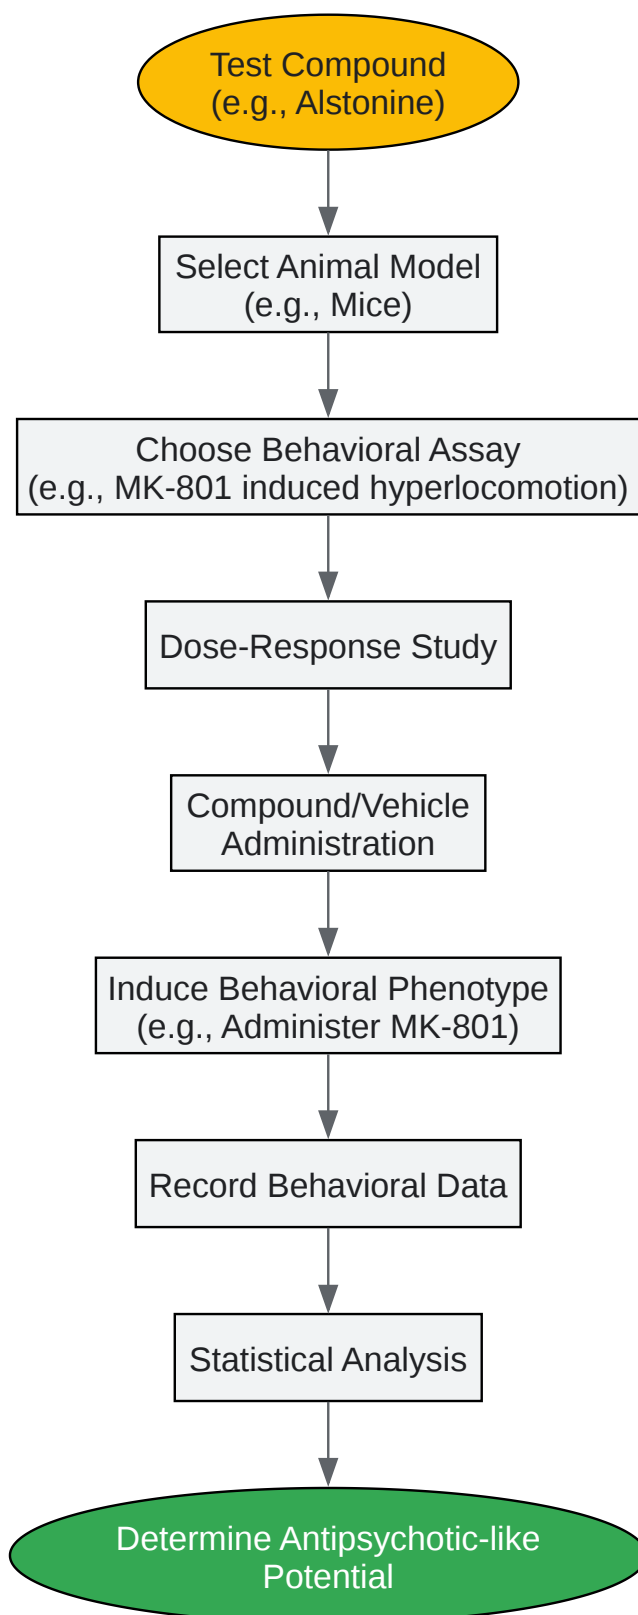 Test Compound
(e.g., Alstonine)
Select Animal Model
(e.g., Mice)
Choose Behavioral Assay
(e.g., MK-801 induced hyperlocomotion)
Dose-Response Study
Compound/Vehicle
Administration
Induce Behavioral Phenotype
(e.g., Administer MK-801)
Record Behavioral Data
Statistical Analysis
Determine Antipsychotic-like
Potential